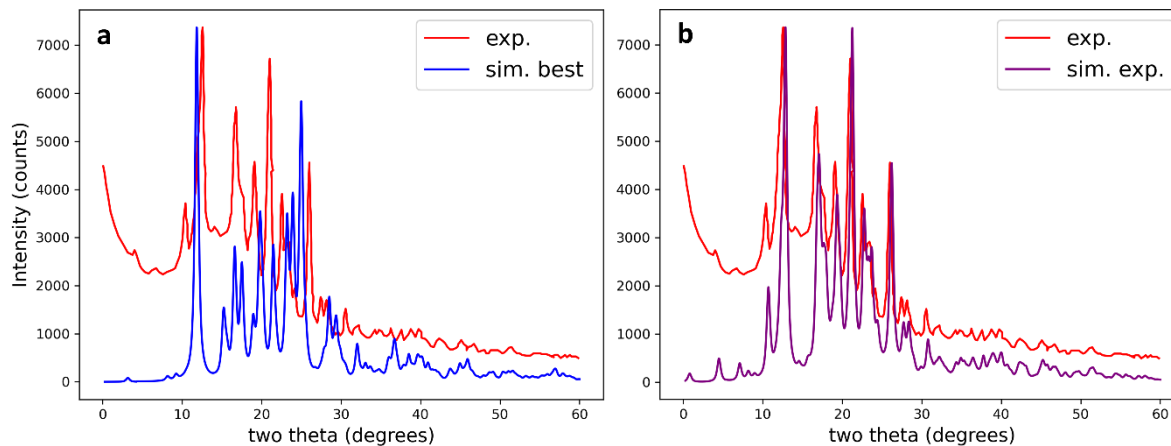 a
exp.
sim. best
Intensity (counts)
7000
6000
5000
4000
3000
2000
1000
0
0 10 20 30 40 50 60
two theta (degrees)
b
exp.
sim. exp.
7000
6000
5000
4000
3000
2000
1000
0
0 10 20 30 40 50 60
two theta (degrees)